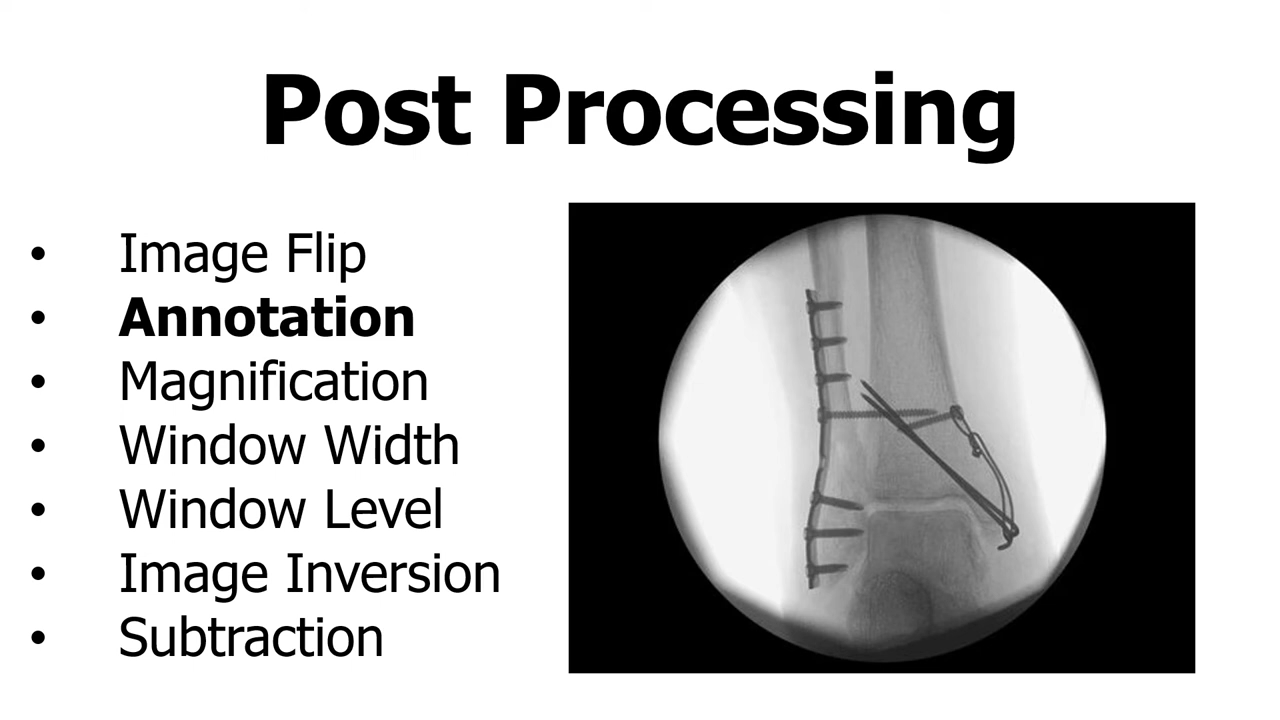 Post Processing
• Image Flip
• Annotation
• Magnification
• Window Width
• Window Level
• Image Inversion
• Subtraction